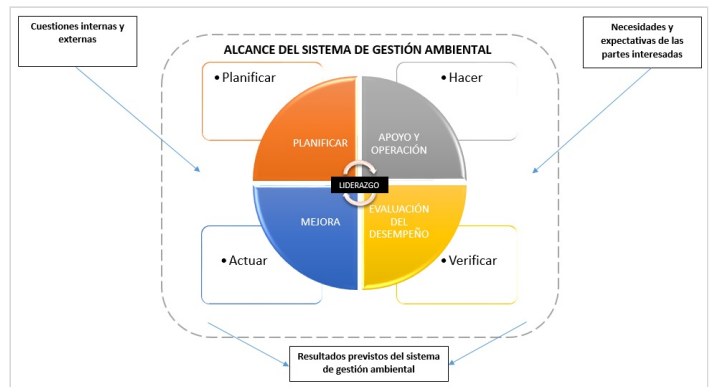 Cuestiones internas y
externas
Necesidades y
expectativas de las
partes interesadas
ALCANCE DEL SISTEMA DE GESTIÓN AMBIENTAL
• Planificar
• Hacer
PLANIFICAR
APOYO Y
OPERACIÓN
LIDERAZGO
MEJORA
EVALUACIÓN
DEL
DESEMPEÑO
• Actuar
• Verificar
Resultados previstos del sistema
de gestión ambiental